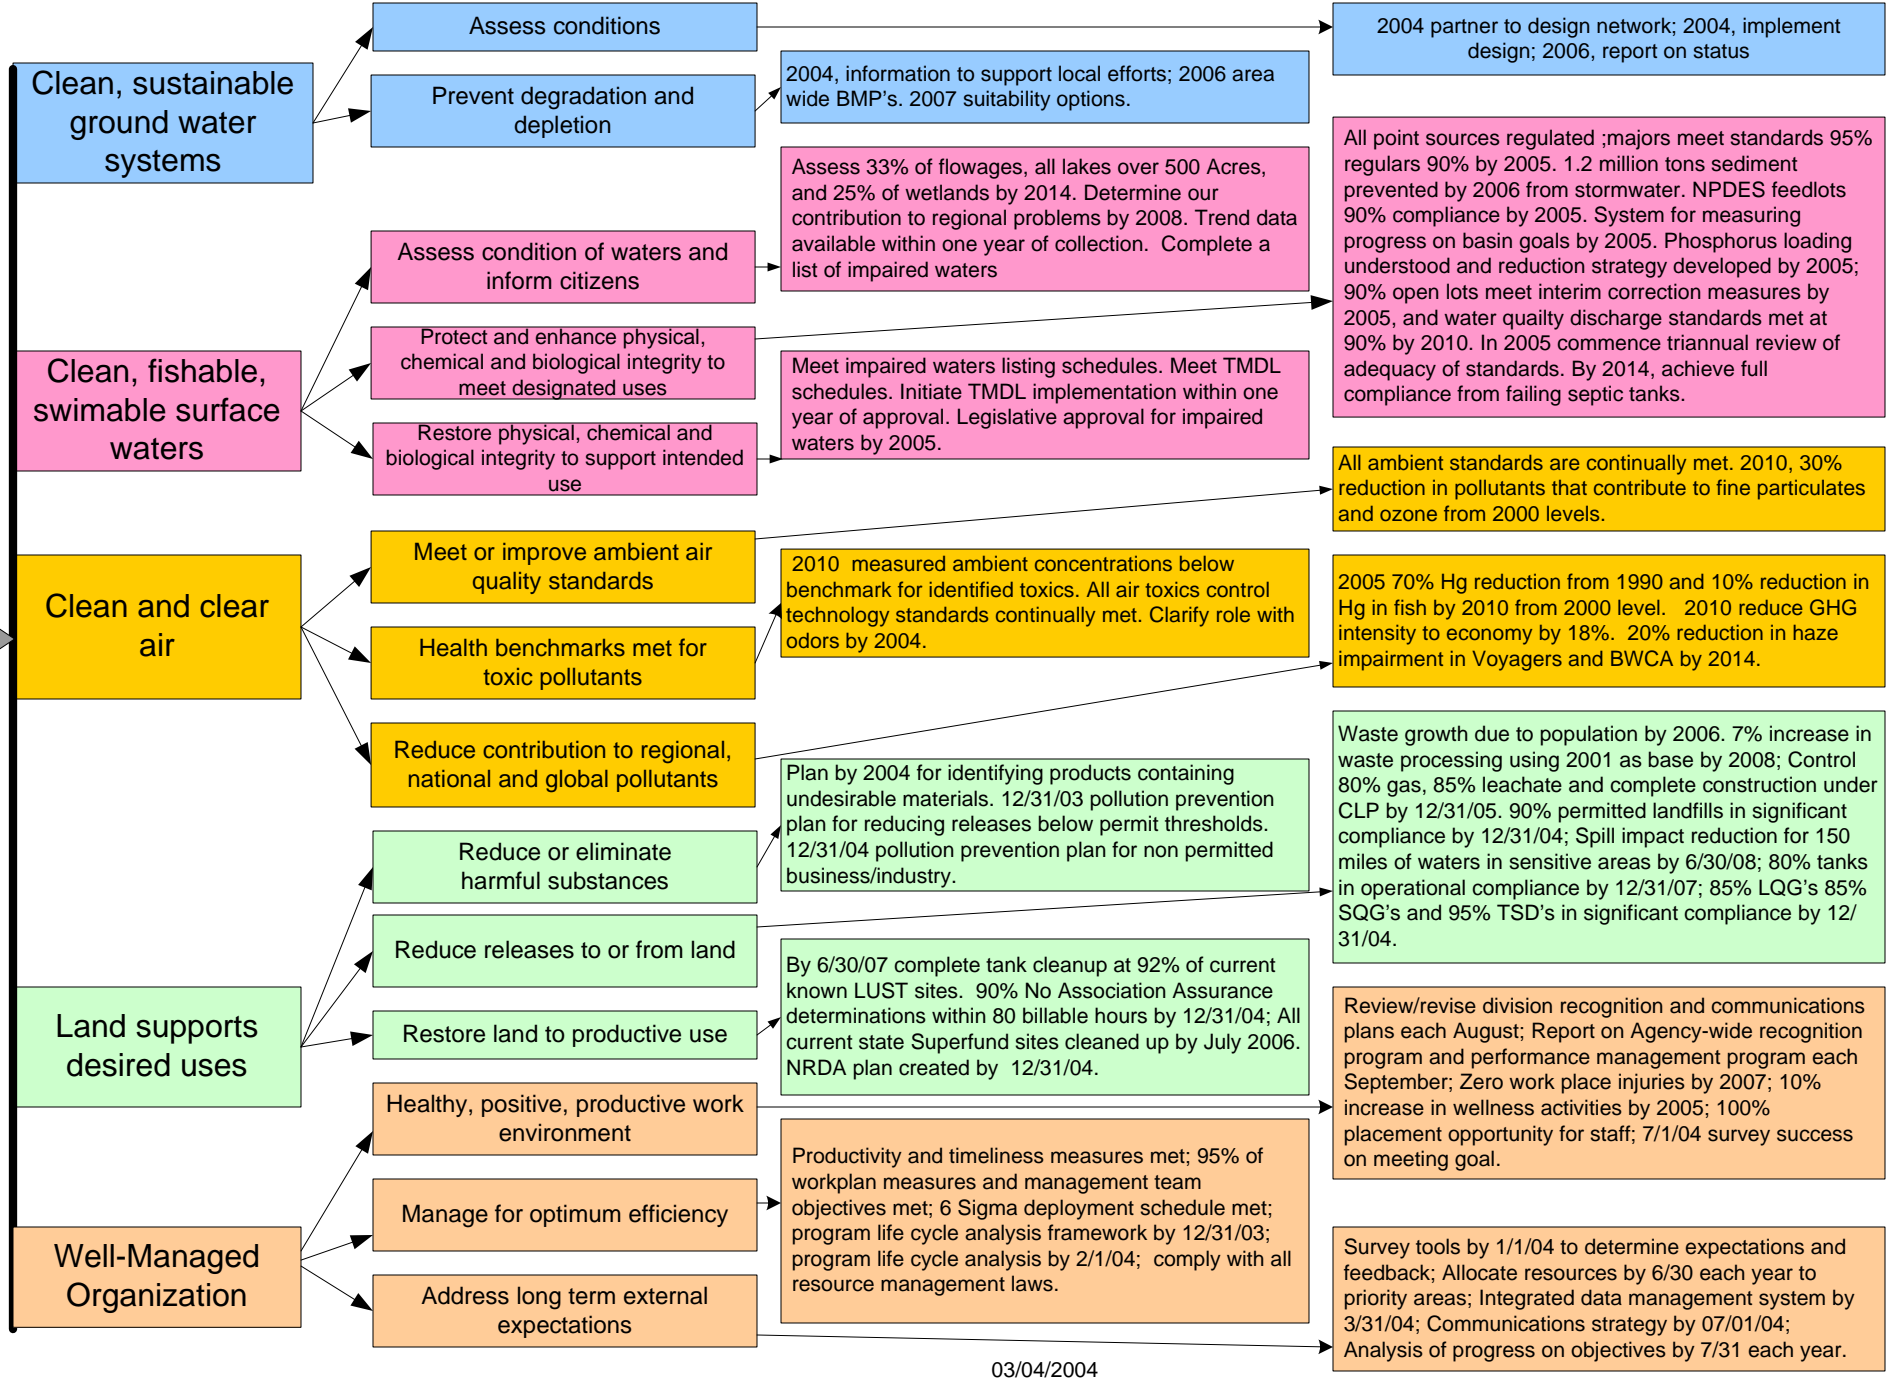 Clean, sustainable
ground water
systems
Assess conditions
2004 partner to design network; 2004, implement
design; 2006, report on status
Prevent degradation and
depletion
2004, information to support local efforts; 2006 area
wide BMP's. 2007 suitability options.
Clean, fishable,
swimable surface
waters
Assess condition of waters and
inform citizens
Assess 33% of flowages, all lakes over 500 Acres,
and 25% of wetlands by 2014. Determine our
contribution to regional problems by 2008. Trend data
available within one year of collection.  Complete a
list of impaired waters
Protect and enhance physical,
chemical and biological integrity to
meet designated uses
All point sources regulated ;majors meet standards 95%
regulars 90% by 2005. 1.2 million tons sediment
prevented by 2006 from stormwater. NPDES feedlots
90% compliance by 2005. System for measuring
progress on basin goals by 2005. Phosphorus loading
understood and reduction strategy developed by 2005;
90% open lots meet interim correction measures by
2005, and water quailty discharge standards met at
90% by 2010. In 2005 commence triannual review of
adequacy of standards. By 2014, achieve full
compliance from failing septic tanks.
Restore physical, chemical and
biological integrity to support intended
use
Meet impaired waters listing schedules. Meet TMDL
schedules. Initiate TMDL implementation within one
year of approval. Legislative approval for impaired
waters by 2005.
Clean and clear
air
Meet or improve ambient air
quality standards
All ambient standards are continually met. 2010, 30%
reduction in pollutants that contribute to fine particulates
and ozone from 2000 levels.
Health benchmarks met for
toxic pollutants
2010  measured ambient concentrations below
benchmark for identified toxics. All air toxics control
technology standards continually met. Clarify role with
odors by 2004.
Reduce contribution to regional,
national and global pollutants
2005 70% Hg reduction from 1990 and 10% reduction in
Hg in fish by 2010 from 2000 level.   2010 reduce GHG
intensity to economy by 18%.  20% reduction in haze
impairment in Voyagers and BWCA by 2014.
Land supports
desired uses
Reduce or eliminate
harmful substances
Plan by 2004 for identifying products containing
undesirable materials. 12/31/03 pollution prevention
plan for reducing releases below permit thresholds.
12/31/04 pollution prevention plan for non permitted
business/industry.
Reduce releases to or from land
Waste growth due to population by 2006. 7% increase in
waste processing using 2001 as base by 2008; Control
80% gas, 85% leachate and complete construction under
CLP by 12/31/05. 90% permitted landfills in significant
compliance by 12/31/04; Spill impact reduction for 150
miles of waters in sensitive areas by 6/30/08; 80% tanks
in operational compliance by 12/31/07; 85% LQG's 85%
SQG's and 95% TSD's in significant compliance by 12/
31/04.
Restore land to productive use
By 6/30/07 complete tank cleanup at 92% of current
known LUST sites.  90% No Association Assurance
determinations within 80 billable hours by 12/31/04; All
current state Superfund sites cleaned up by July 2006.
NRDA plan created by  12/31/04.
Well-Managed
Organization
Healthy, positive, productive work
environment
Review/revise division recognition and communications
plans each August; Report on Agency-wide recognition
program and performance management program each
September; Zero work place injuries by 2007; 10%
increase in wellness activities by 2005; 100%
placement opportunity for staff; 7/1/04 survey success
on meeting goal.
Manage for optimum efficiency
Productivity and timeliness measures met; 95% of
workplan measures and management team
objectives met; 6 Sigma deployment schedule met;
program life cycle analysis framework by 12/31/03;
program life cycle analysis by 2/1/04;  comply with all
resource management laws.
Address long term external
expectations
Survey tools by 1/1/04 to determine expectations and
feedback; Allocate resources by 6/30 each year to
priority areas; Integrated data management system by
3/31/04; Communications strategy by 07/01/04;
Analysis of progress on objectives by 7/31 each year.
03/04/2004